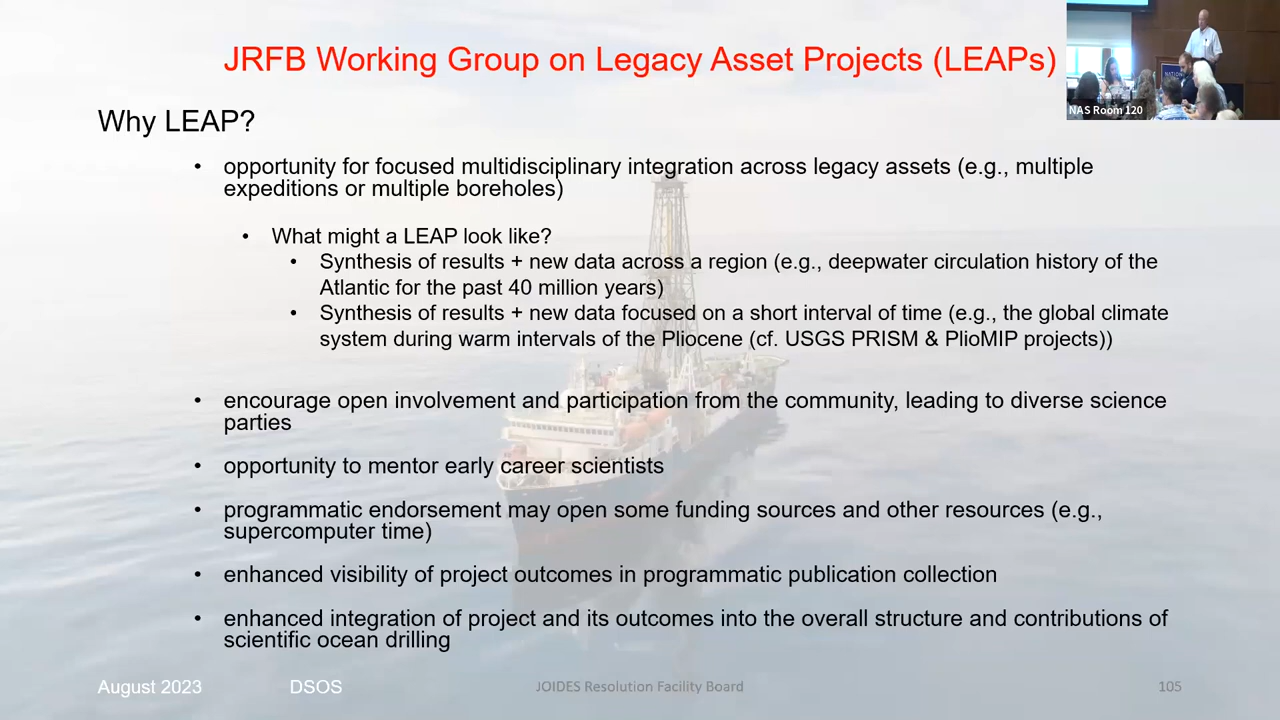 JRFB Working Group on Legacy Asset Projects (LEAPs)
NAS Room 120
Why LEAP?
• opportunity for focused multidisciplinary integration across legacy assets (e.g., multiple
expeditions or multiple boreholes)
• What might a LEAP look like?
• Synthesis of results + new data across a region (e.g., deepwater circulation history of the
Atlantic for the past 40 million years)
• Synthesis of results + new data focused on a short interval of time (e.g., the global climate
system during warm intervals of the Pliocene (cf. USGS PRISM & PlioMIP projects))
• encourage open involvement and participation from the community, leading to diverse science
parties
• opportunity to mentor early career scientists
• programmatic endorsement may open some funding sources and other resources (e.g.,
supercomputer time)
• enhanced visibility of project outcomes in programmatic publication collection
• enhanced integration of project and its outcomes into the overall structure and contributions of
scientific ocean drilling
August 2023 DSOS JOIDES Resolution Facility Board 105